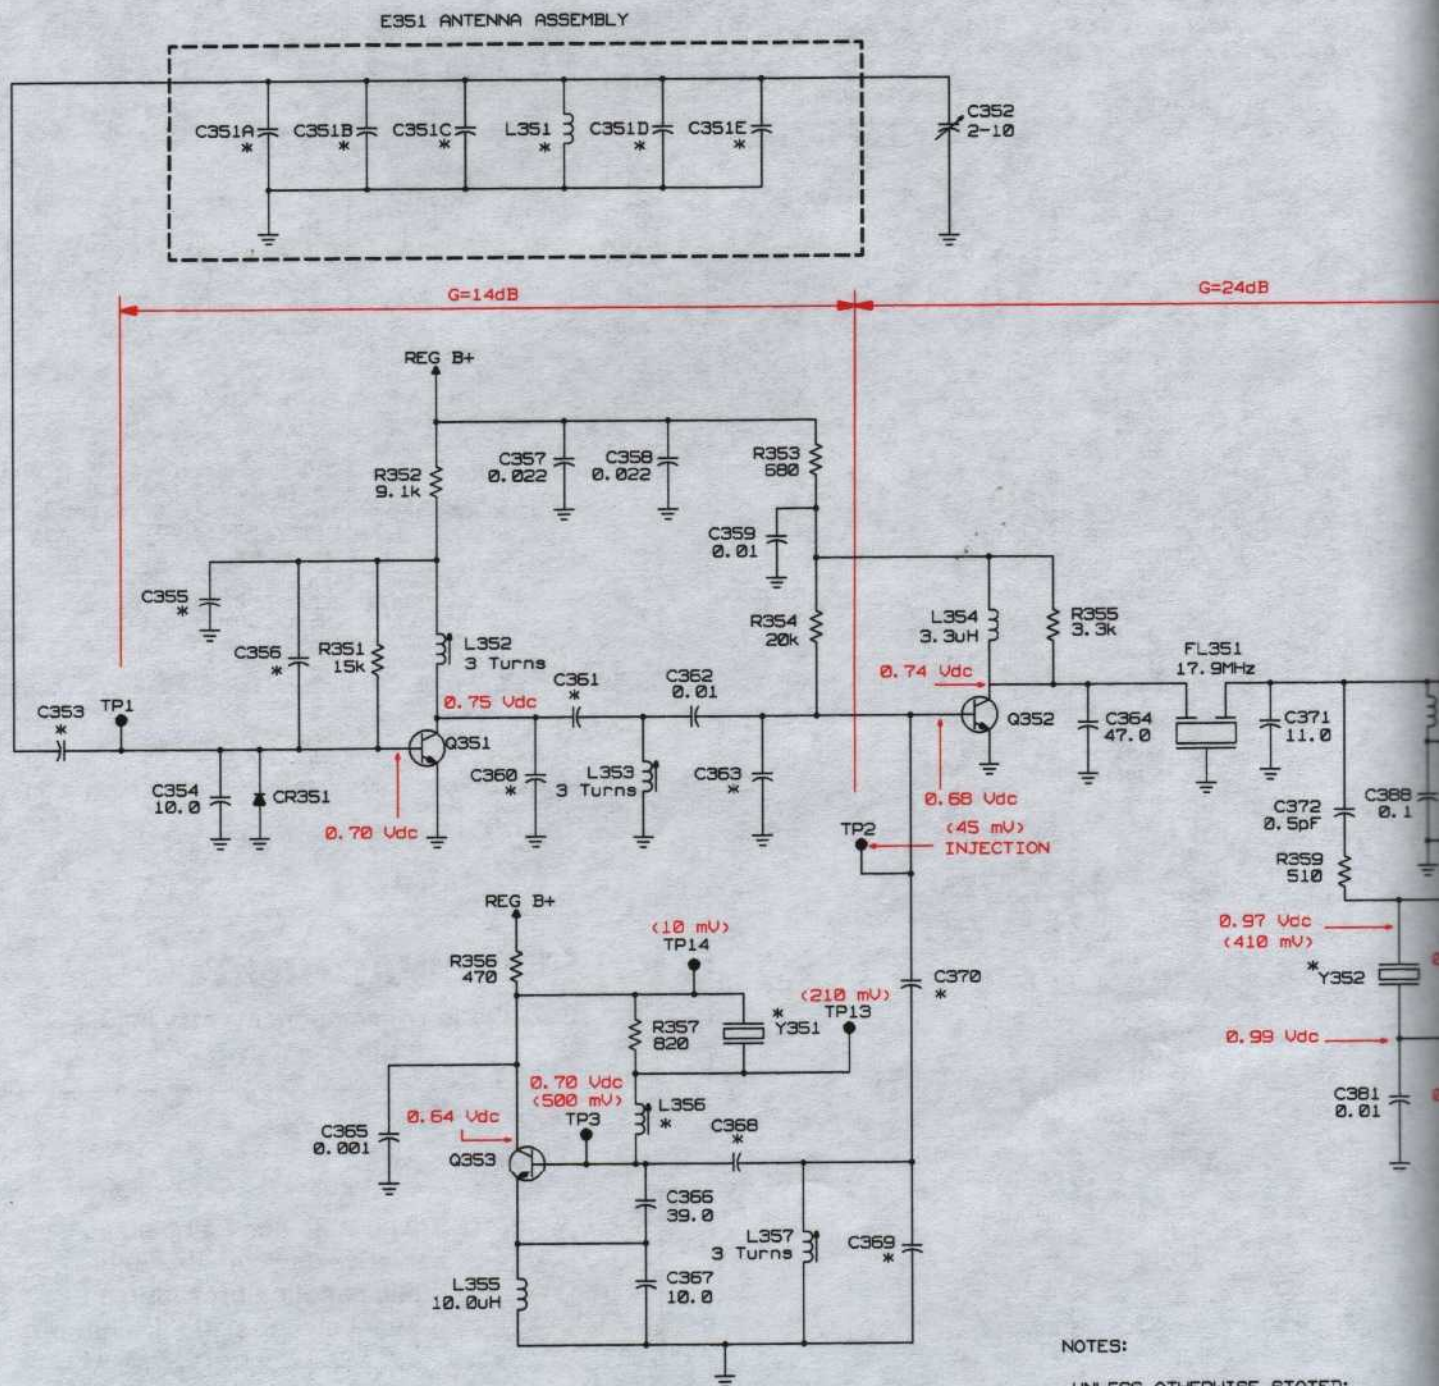 E351 ANTENNA ASSEMBLY
C351A
*
C351B
*
C351C
*
L351
*
C351D
*
C351E
*
C352
2-10
G=14dB
G=24dB
REG B+
R352
9.1k
C357
0.022
C358
0.022
R353
680
C359
0.01
C355
*
C356
*
R351
15k
L352
3 Turns
R354
20k
L354
3.3uH
R355
3.3k
FL351
17.9MHz
C353
*
TP1
0.75 Vdc
C361
*
C362
0.01
0.74 Vdc
Q351
Q352
C364
47.0
C371
11.0
C354
10.0
CR351
C360
*
L353
3 Turns
C363
*
0.70 Vdc
0.68 Vdc
TP2
(45 mV)
INJECTION
C372
0.5pF
C388
0.1
R359
510
REG B+
(10 mV)
TP14
R356
470
C370
*
0.97 Vdc
(410 mV)
*
Y352
R357
820
*
Y351
(210 mV)
TP13
0.99 Vdc
0.70 Vdc
(500 mV)
TP3
L356
*
C368
*
0.64 Vdc
C365
0.001
Q353
C381
0.01
C366
39.0
L357
3 Turns
C369
*
L355
10.0uH
C367
10.0
NOTES:
UNLESS OTHERWISE STATED: